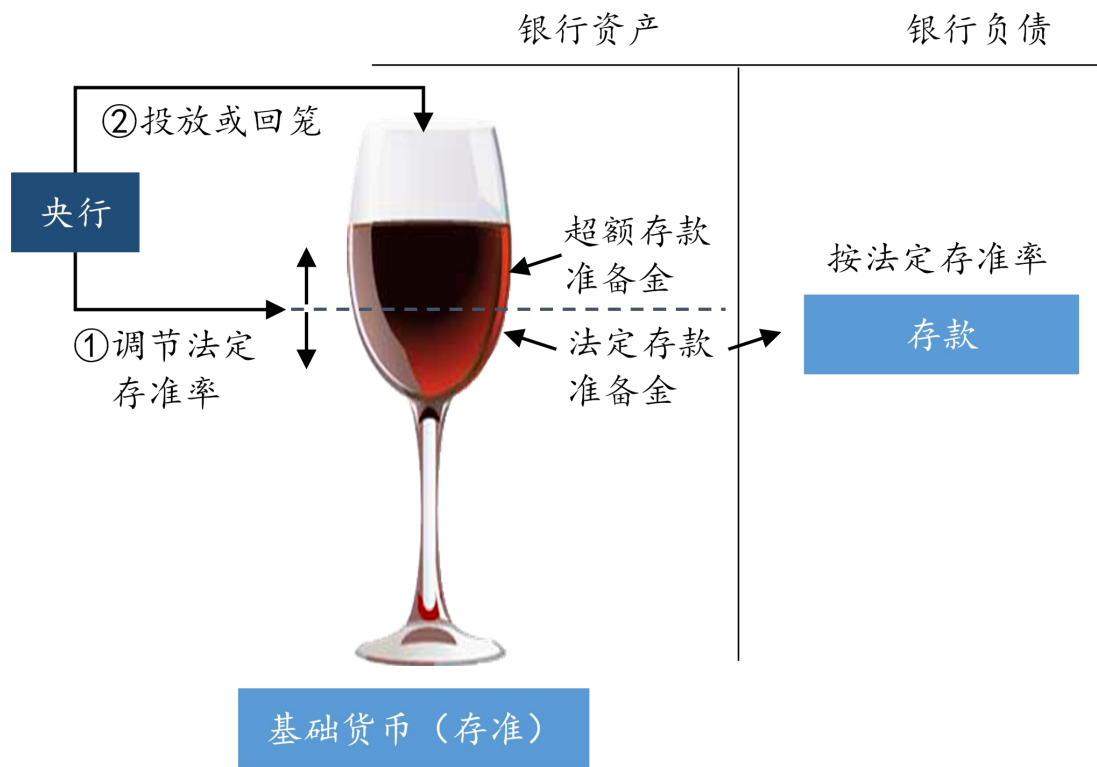 银行资产
银行负债
②投放或回笼
央行
超额存款
准备金
按法定存准率
存款
①调节法定
存准率
法定存款
准备金
基础货币（存准）